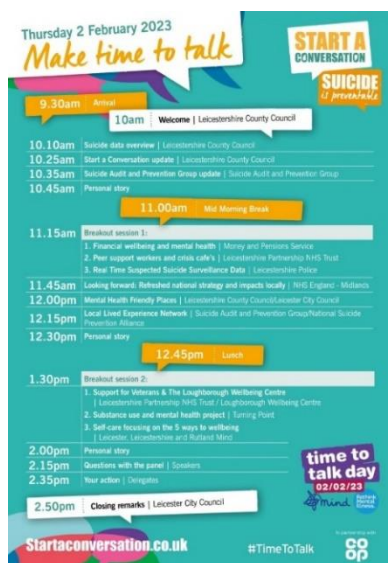 Thursday 2 February 2023
Make time to talk
START A
CONVERSATION
SUICIDE
is preventable
9.30am Arrival
10am Welcome | Leicestershire County Council
10.10am Suicide data overview | Leicestershire County Council
10.25am Start a Conversation update | Leicestershire County Council
10.35am Suicide Audit and Prevention Group update | Suicide Audit and Prevention Group
10.45am Personal story
11.00am Mid Morning Break
11.15am Breakout session 1:
1. Financial wellbeing and mental health | Money and Pensions Service
2. Peer support workers and crisis cafe's | Leicestershire Partnership NHS Trust
3. Real Time Suspected Suicide Surveillance Data | Leicestershire Police
11.45am Looking forward: Refreshed national strategy and impacts locally | NHS England - Midlands
12.00pm Mental Health Friendly Places | Leicestershire County Council/Leicester City Council
12.15pm Local Lived Experience Network | Suicide Audit and Prevention Group/National Suicide
Prevention Alliance
12.30pm Personal story
12.45pm Lunch
1.30pm Breakout session 2:
1. Support for Veterans & The Loughborough Wellbeing Centre
| Leicestershire Partnership NHS Trust / Loughborough Wellbeing Centre
2. Substance use and mental health project | Turning Point
3. Self-care focusing on the 5 ways to wellbeing
| Leicester, Leicestershire and Rutland Mind
2.00pm Personal story
2.15pm Questions with the panel | Speakers
2.35pm Your action | Delegates
time to
talk day
02/02/23
mind
Rethink
Mental
Illness.
2.50pm Closing remarks | Leicester City Council
In partnership with
Startaconversation.co.uk
#TimeToTalk
CO
OP